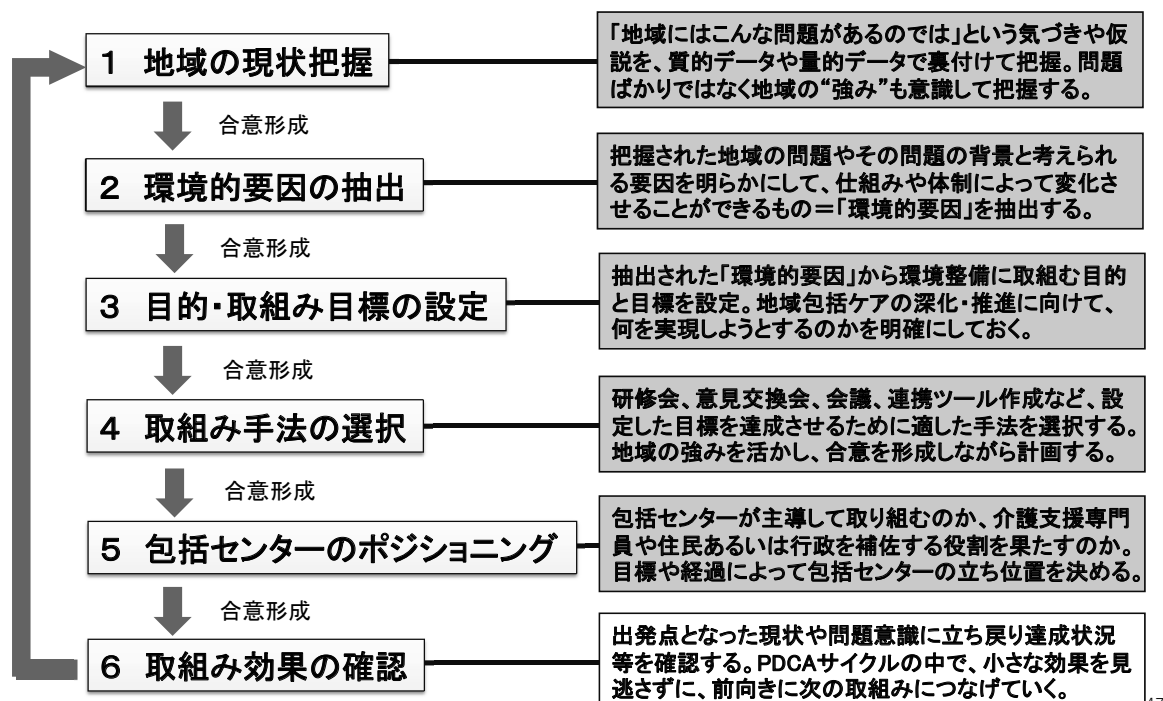 1 地域の現状把握
「地域にはこんな問題があるのでは」という気づきや仮
説を、質的データや量的データで裏付けて把握。問題
ばかりではなく地域の“強み”も意識して把握する。
合意形成
2 環境的要因の抽出
把握された地域の問題やその問題の背景と考えられ
る要因を明らかにして、仕組みや体制によって変化さ
せることができるもの＝「環境的要因」を抽出する。
合意形成
3 目的・取組み目標の設定
抽出された「環境的要因」から環境整備に取組む目的
と目標を設定。地域包括ケアの深化・推進に向けて、
何を実現しようとするのかを明確にしておく。
合意形成
4 取組み手法の選択
研修会、意見交換会、会議、連携ツール作成など、設
定した目標を達成させるために適した手法を選択する。
地域の強みを活かし、合意を形成しながら計画する。
合意形成
5 包括センターのポジショニング
包括センターが主導して取り組むのか、介護支援専門
員や住民あるいは行政を補佐する役割を果たすのか。
目標や経過によって包括センターの立ち位置を決める。
合意形成
6 取組み効果の確認
出発点となった現状や問題意識に立ち戻り達成状況
等を確認する。PDCAサイクルの中で、小さな効果を見
逃さずに、前向きに次の取組みにつなげていく。